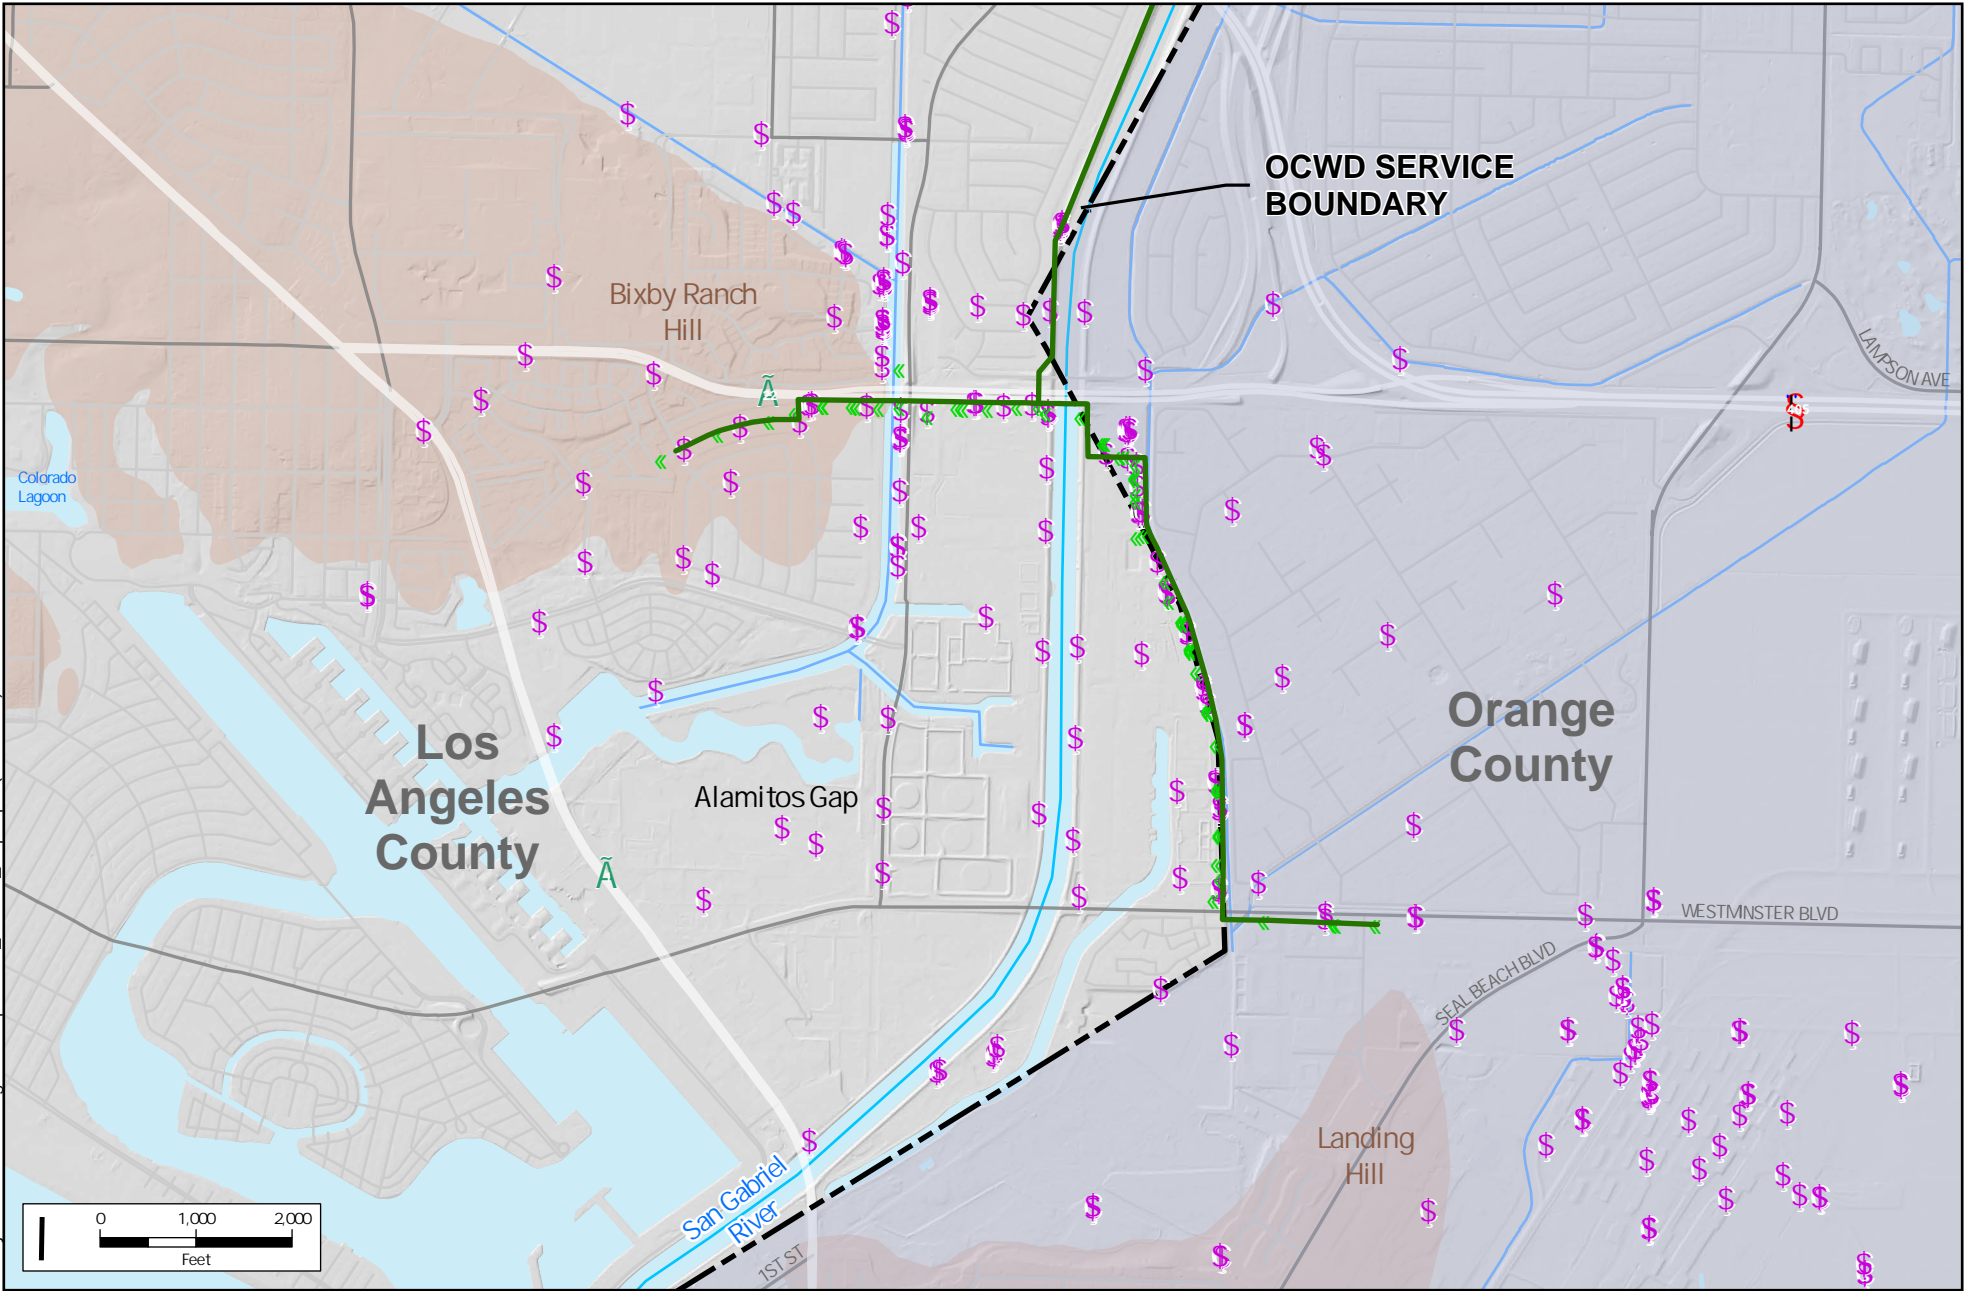 OCWD SERVICE
BOUNDARY
Bixby Ranch
Hill
LAMPSON AVE
Colorado
Lagoon
Los
Angeles
County
Orange
County
Alamitos Gap
WESTMINSTER BLVD
SEAL BEACH BLVD
Landing
Hill
San Gabriel
River
1ST ST
0 1,000 2,000
Feet